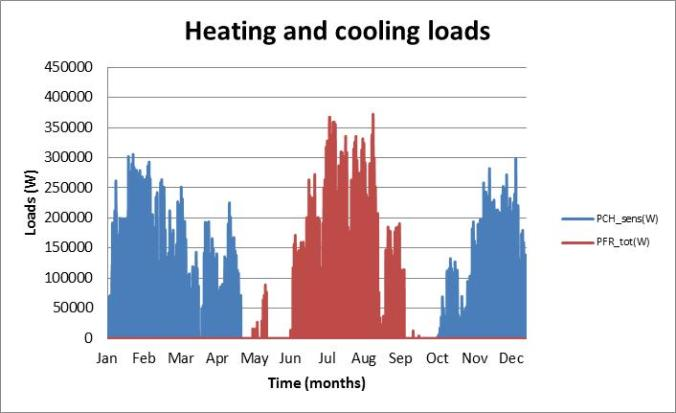 Heating and cooling loads
450000
400000
350000
300000
250000
200000
150000
100000
50000
0
Loads (W)
Jan Feb Mar Apr May Jun Jul Aug Sep Oct Nov Dec
Time (months)
PCH_sens(W)
PFR_tot(W)